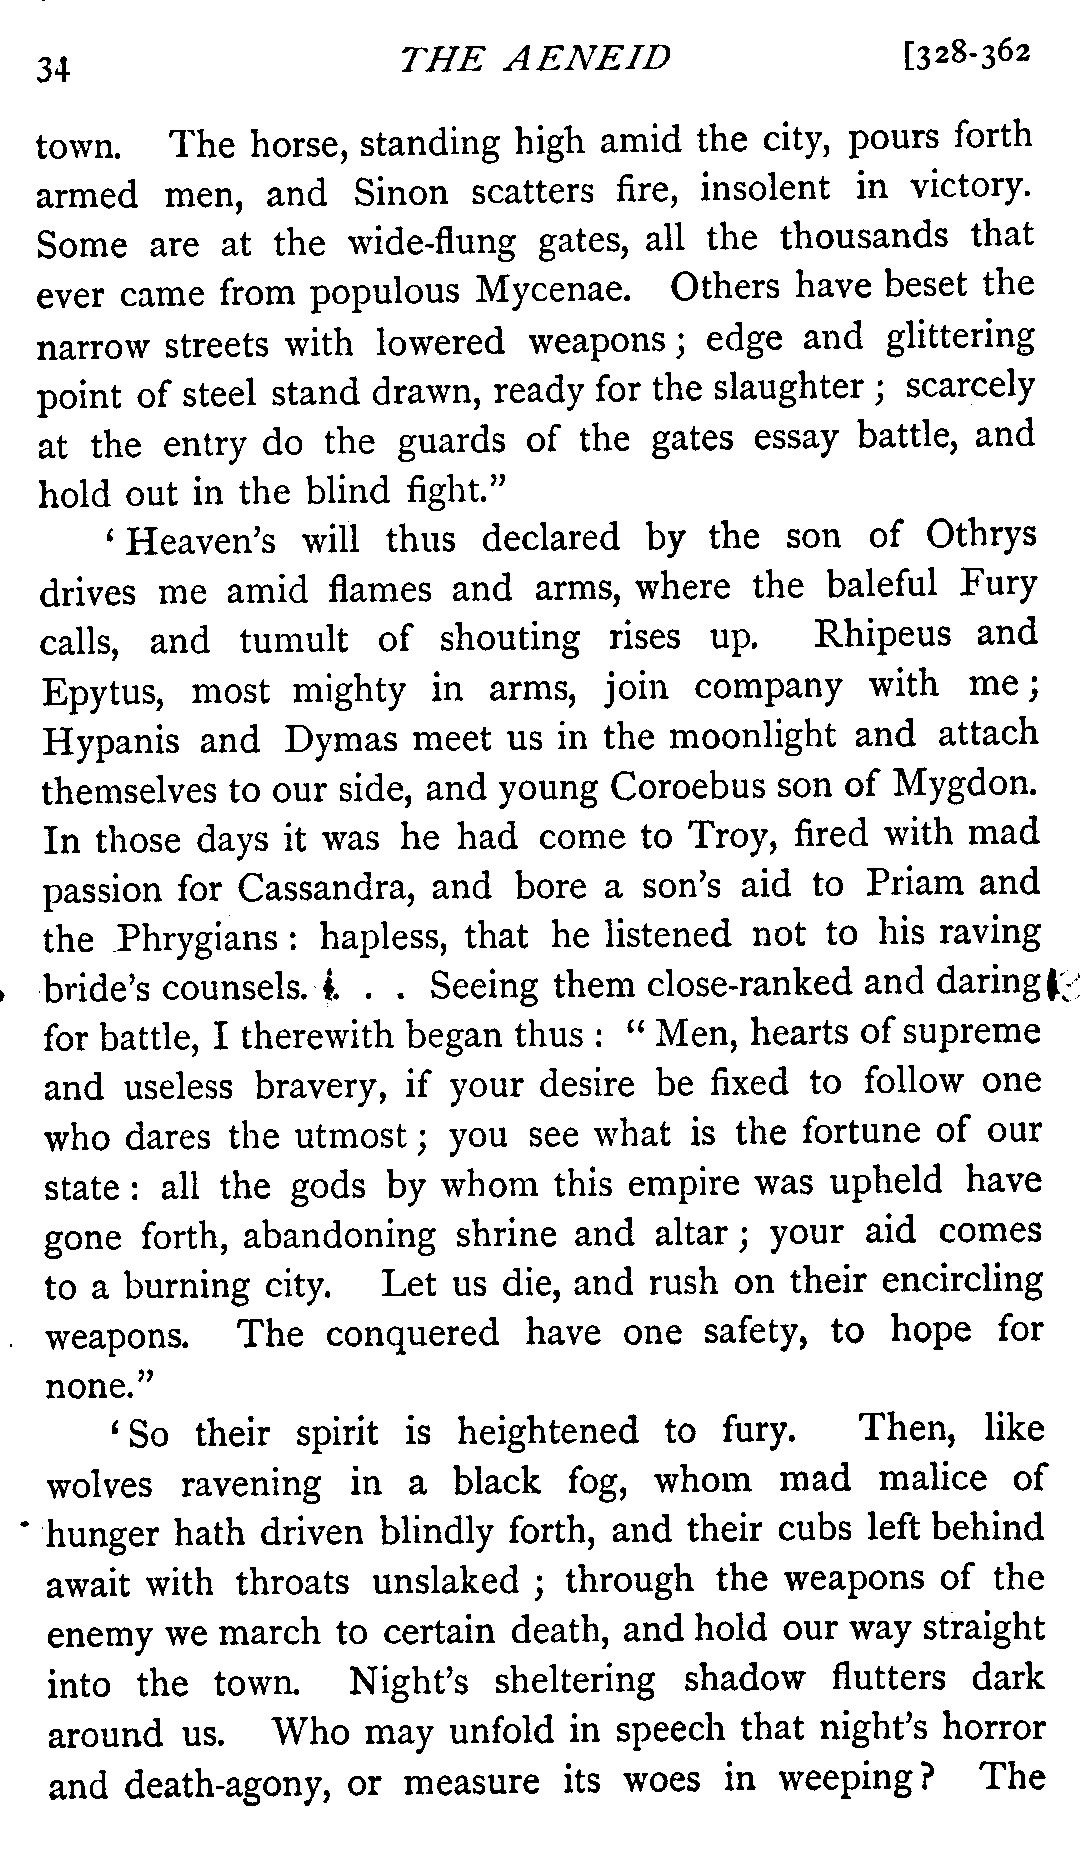 34 THE AENEID [328-362
town. The horse, standing high amid the city, pours forth
armed men, and Sinon scatters fire, insolent in victory.
Some are at the wide-flung gates, all the thousands that
ever came from populous Mycenae. Others have beset the
narrow streets with lowered weapons ; edge and glittering
point of steel stand drawn, ready for the slaughter ; scarcely
at the entry do the guards of the gates essay battle, and
hold out in the blind fight.”
‘ Heaven’s will thus declared by the son of Othrys
drives me amid flames and arms, where the baleful Fury
calls, and tumult of shouting rises up. Rhipeus and
Epytus, most mighty in arms, join company with me ;
Hypanis and Dymas meet us in the moonlight and attach
themselves to our side, and young Coroebus son of Mygdon.
In those days it was he had come to Troy, fired with mad
passion for Cassandra, and bore a son’s aid to Priam and
the Phrygians : hapless, that he listened not to his raving
bride’s counsels. . . . Seeing them close-ranked and daring
for battle, I therewith began thus : “ Men, hearts of supreme
and useless bravery, if your desire be fixed to follow one
who dares the utmost ; you see what is the fortune of our
state : all the gods by whom this empire was upheld have
gone forth, abandoning shrine and altar ; your aid comes
to a burning city. Let us die, and rush on their encircling
weapons. The conquered have one safety, to hope for
none.”
‘ So their spirit is heightened to fury. Then, like
wolves ravening in a black fog, whom mad malice of
hunger hath driven blindly forth, and their cubs left behind
await with throats unslaked ; through the weapons of the
enemy we march to certain death, and hold our way straight
into the town. Night’s sheltering shadow flutters dark
around us. Who may unfold in speech that night’s horror
and death-agony, or measure its woes in weeping ? The